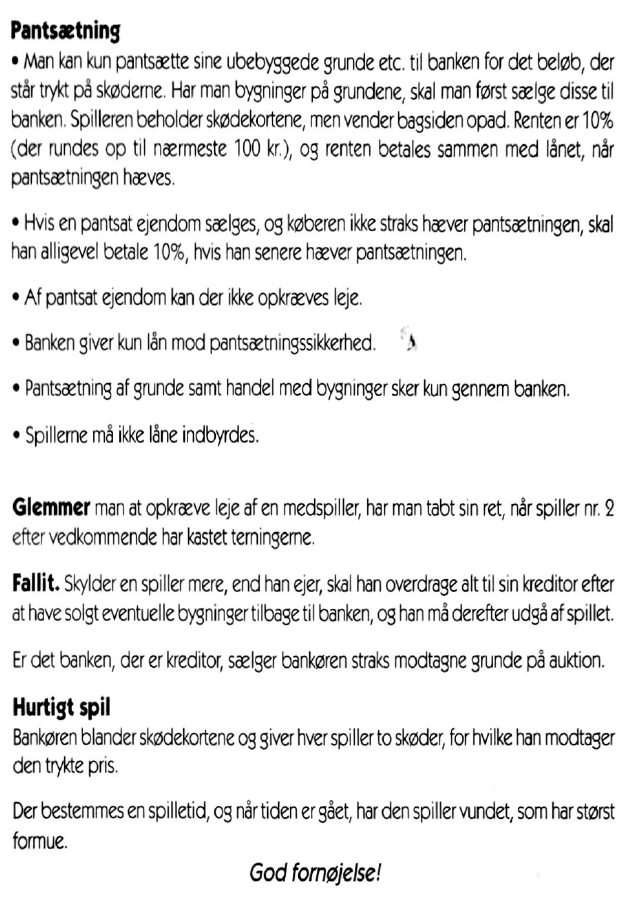 Pantsætning
• Man kan kun pantsætte sine ubebyggede grunde etc. til banken for det beløb, der
står trykt på skøderne. Har man bygninger på grundene, skal man først sælge disse til
banken. Spilleren beholder skødekortene, men vender bagsiden opad. Renten er 10%
(der rundes op til nærmeste 100 kr.), og renten betales sammen med lånet, når
pantsætningen hæves.
• Hvis en pantsat ejendom sælges, og køberen ikke straks hæver pantsætningen, skal
han alligevel betale 10%, hvis han senere hæver pantsætningen.
• Af pantsat ejendom kan der ikke opkræves leje.
• Banken giver kun lån mod pantsætningssikkerhed.
• Pantsætning af grunde samt handel med bygninger sker kun gennem banken.
• Spillerne må ikke låne indbyrdes.
Glemmer man at opkræve leje af en medspiller, har man tabt sin ret, når spiller nr. 2
efter vedkommende har kastet terningerne.
Fallit. Skylder en spiller mere, end han ejer, skal han overdrage alt til sin kreditor efter
at have solgt eventuelle bygninger tilbage til banken, og han må derefter udgå af spillet.
Er det banken, der er kreditor, sælger bankøren straks modtagne grunde på auktion.
Hurtigt spil
Bankøren blander skødekortene og giver hver spiller to skøder, for hvilke han modtager
den trykte pris.
Der bestemmes en spilletid, og når tiden er gået, har den spiller vundet, som har størst
formue.
God fornøjelse!